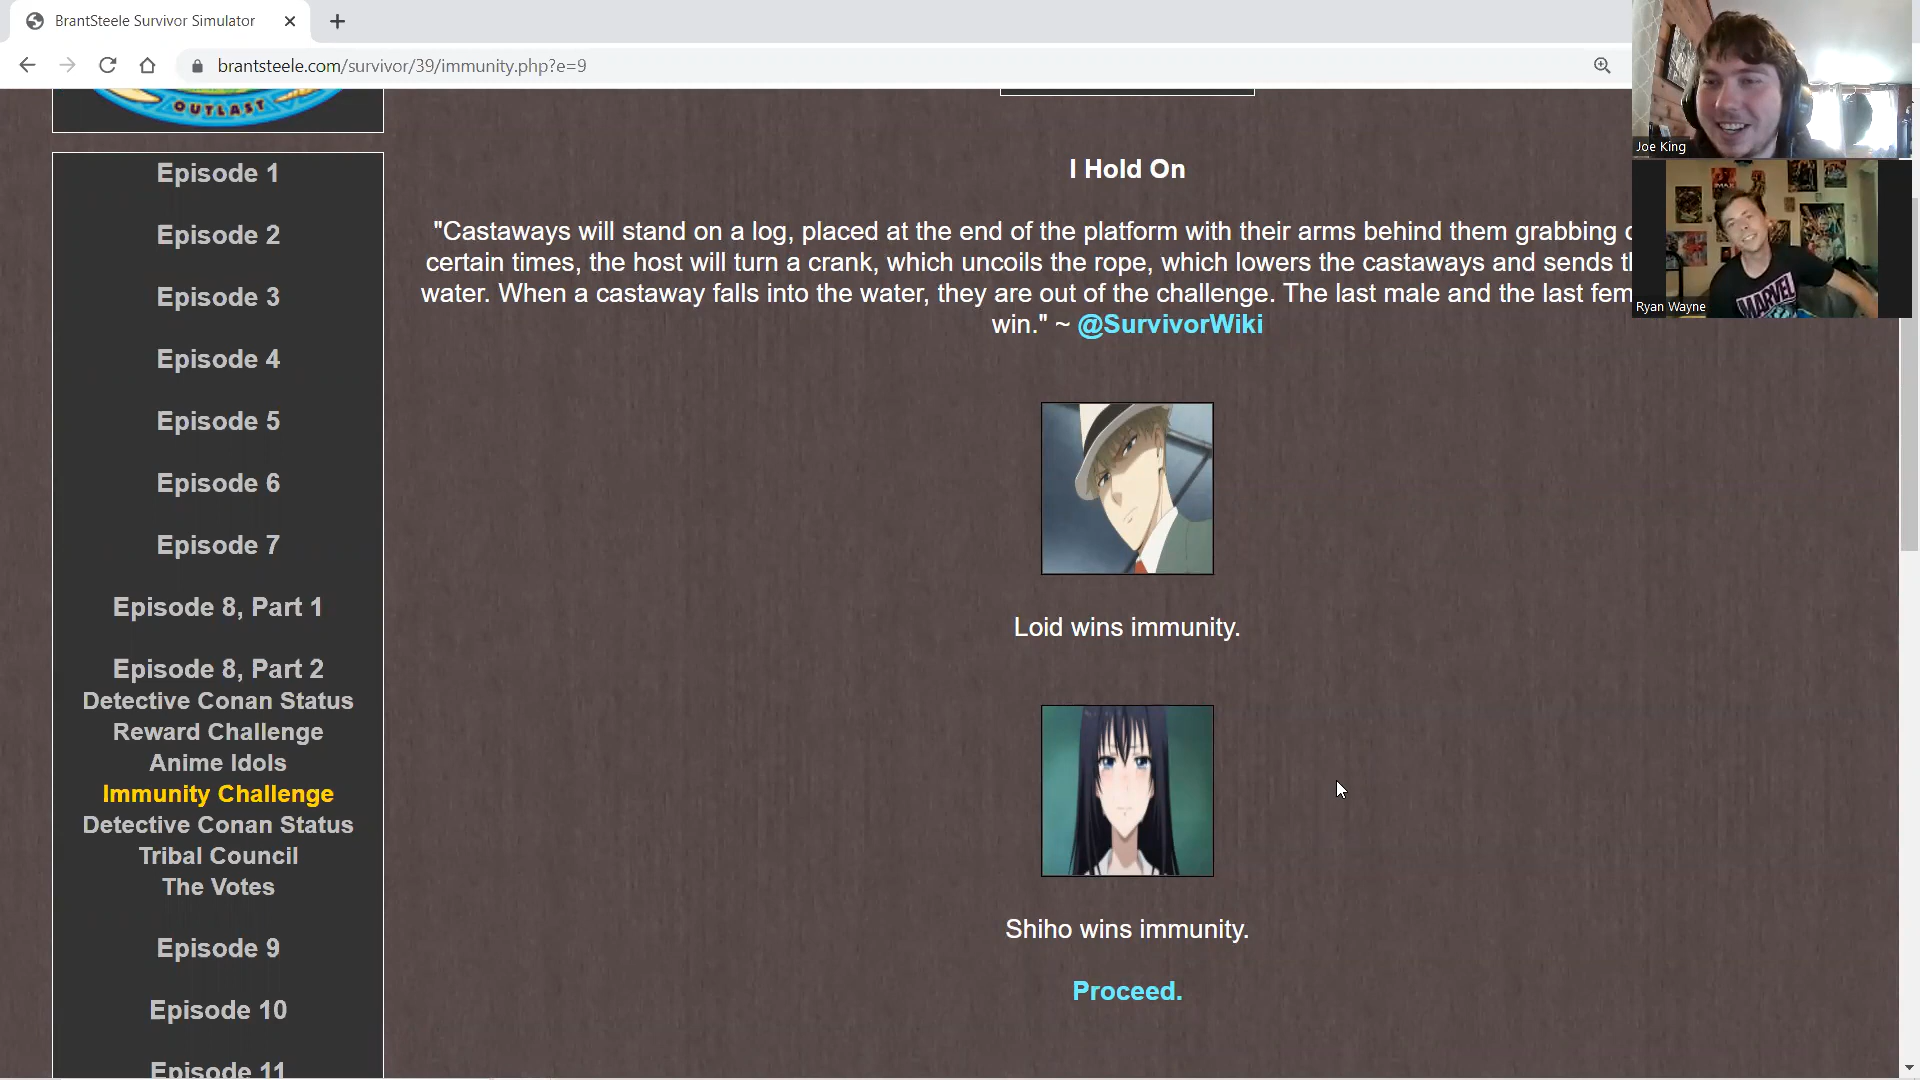 BrantSteele Survivor Simulator
brantsteele.com/survivor/39/immunity.php?e=9
OUTLAST
Episode 1
Episode 2
Episode 3
Episode 4
Episode 5
Episode 6
Episode 7
Episode 8, Part 1
Episode 8, Part 2
Detective Conan Status
Reward Challenge
Anime Idols
Immunity Challenge
Detective Conan Status
Tribal Council
The Votes
Episode 9
Episode 10
Episode 11
I Hold On
"Castaways will stand on a log, placed at the end of the platform with their arms behind them grabbing
certain times, the host will turn a crank, which uncoils the rope, which lowers the castaways and sends
water. When a castaway falls into the water, they are out of the challenge. The last male and the last fem
win." ~ @SurvivorWiki
Loid wins immunity.
Shiho wins immunity.
Proceed.
Joe King
MARVEL
Ryan Wayne